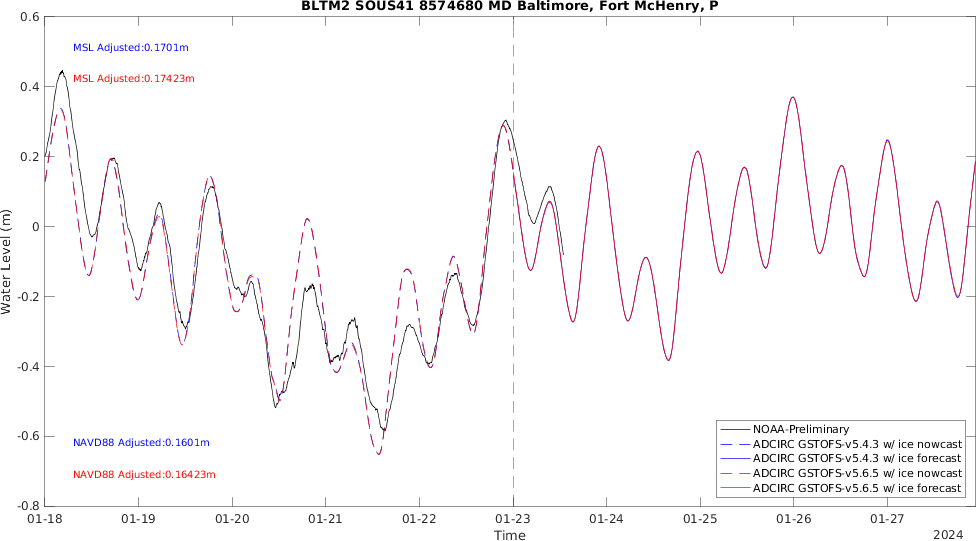 BLTM2 SOUS41 8574680 MD Baltimore, Fort McHenry, P
0.6
MSL Adjusted:0.1701m
MSL Adjusted:0.17423m
0.4
0.2
0
-0.2
-0.4
-0.6
-0.8
Water Level (m)
NAVD88 Adjusted:0.1601m
NAVD88 Adjusted:0.16423m
NOAA-Preliminary
ADCIRC GSTOFS-v5.4.3 w/ ice nowcast
ADCIRC GSTOFS-v5.4.3 w/ ice forecast
ADCIRC GSTOFS-v5.6.5 w/ ice nowcast
ADCIRC GSTOFS-v5.6.5 w/ ice forecast
01-18 01-19 01-20 01-21 01-22 01-23 01-24 01-25 01-26 01-27
Time
2024